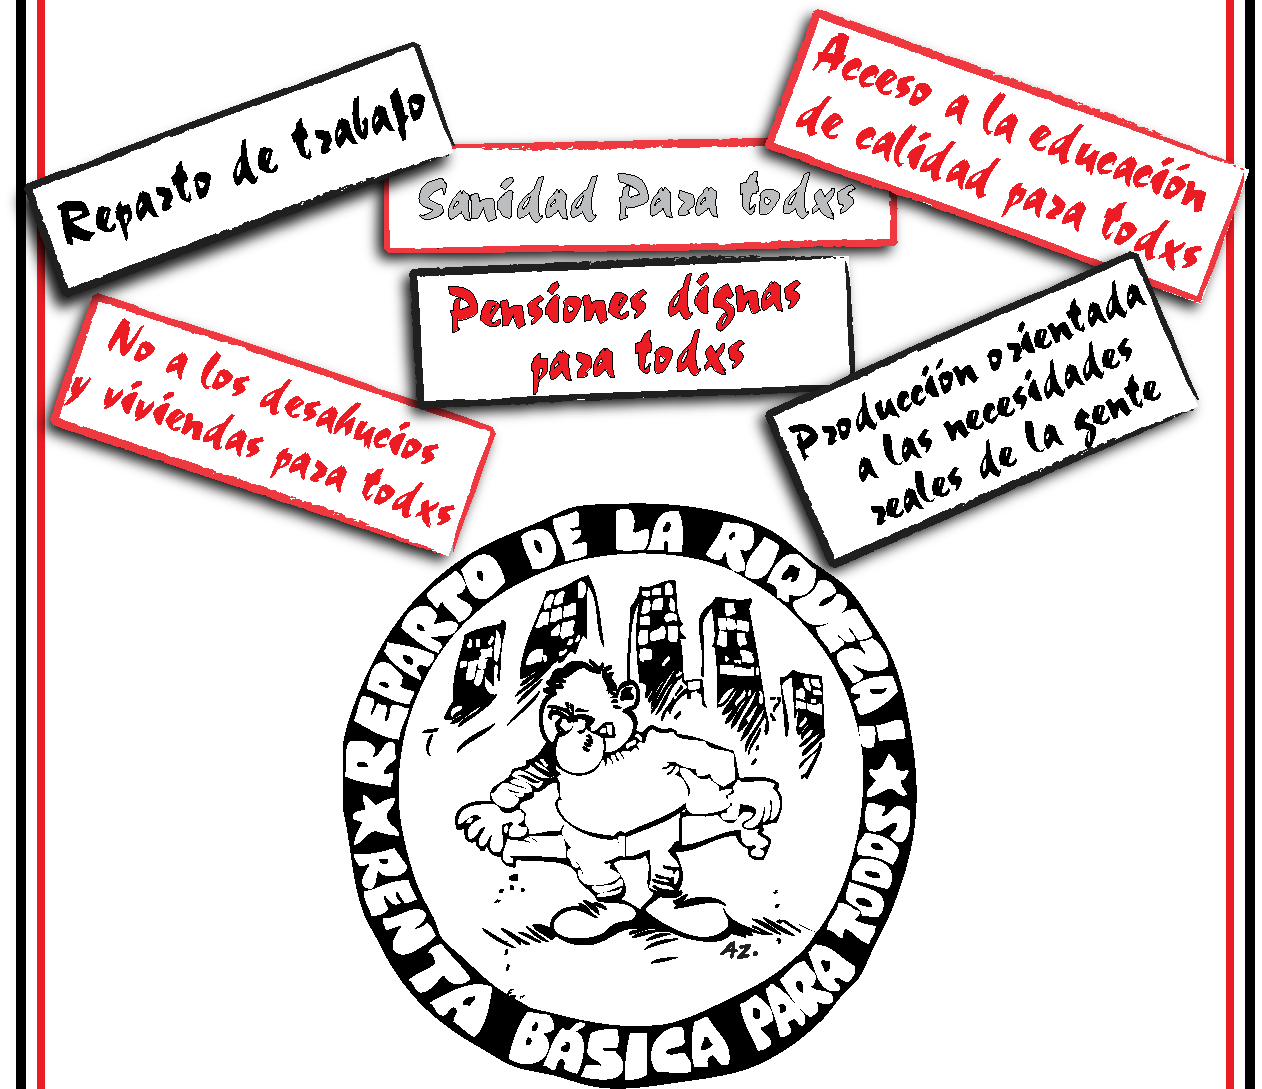 Reparto de trabajo
Sanidad Para todxs
Acceso a la educación
de calidad para todxs
Pensiones dignas
para todxs
No a los desahucios
y viviendas para todxs
Producción orientada
a las necesidades
reales de la gente
REPARTO DE LA RIQUEZA!
RENTA BÁSICA PARA TODOS
AZ.